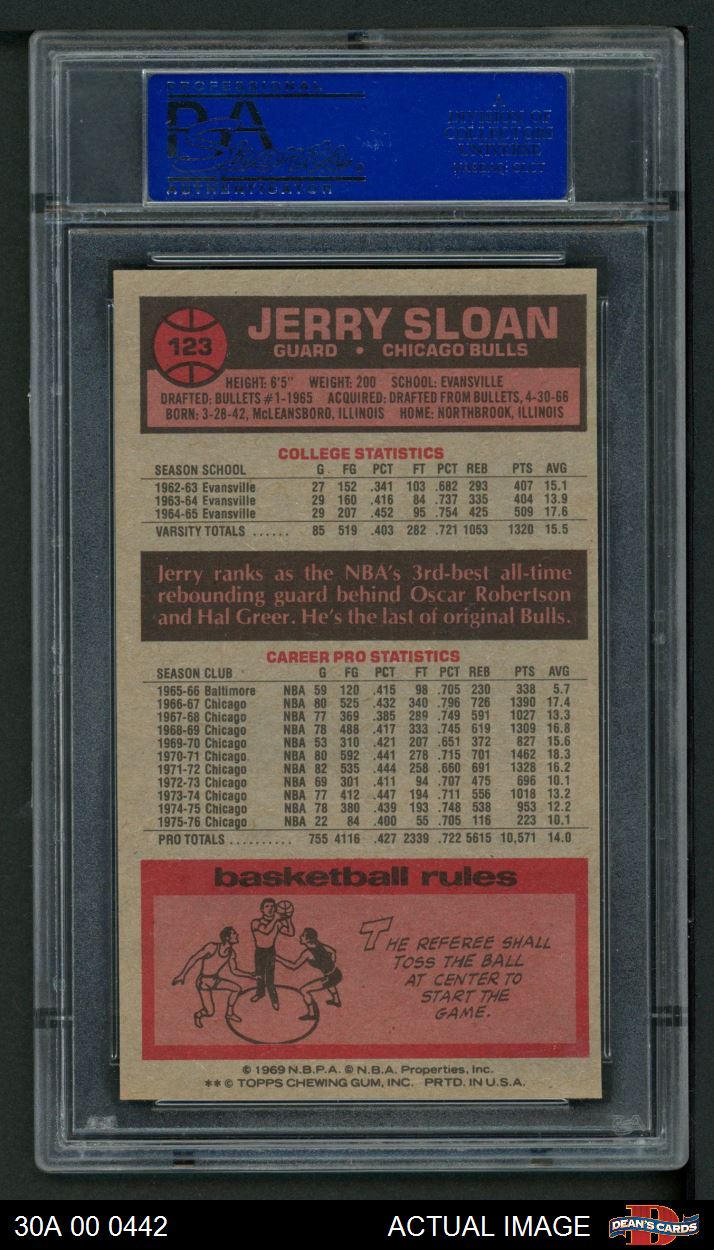 PROFESSIONAL
PSA
AUTHENTICATOR
A
DIVISION OF
COLLECTORS
UNIVERSE
NASDAQ: CLCT
123
JERRY SLOAN
GUARD • CHICAGO BULLS
HEIGHT: 6'5" WEIGHT: 200 SCHOOL: EVANSVILLE
DRAFTED: BULLETS #1-1965 ACQUIRED: DRAFTED FROM BULLETS, 4-30-66
BORN: 3-28-42, McLEANSBORO, ILLINOIS HOME: NORTHBROOK, ILLINOIS
COLLEGE STATISTICS
SEASON SCHOOL G FG PCT FT PCT REB PTS AVG
1962-63 Evansville 27 152 .341 103 .682 293 407 15.1
1963-64 Evansville 29 160 .416 84 .737 335 404 13.9
1964-65 Evansville 29 207 .452 95 .754 425 509 17.6
VARSITY TOTALS ...... 85 519 .403 282 .721 1053 1320 15.5
Jerry ranks as the NBA's 3rd-best all-time
rebounding guard behind Oscar Robertson
and Hal Greer. He's the last of original Bulls.
CAREER PRO STATISTICS
SEASON CLUB G FG PCT FT PCT REB PTS AVG
1965-66 Baltimore NBA 59 120 .415 98 .705 230 338 5.7
1966-67 Chicago NBA 80 525 .432 340 .796 726 1390 17.4
1967-68 Chicago NBA 77 369 .385 289 .749 591 1027 13.3
1968-69 Chicago NBA 78 488 .417 333 .745 619 1309 16.8
1969-70 Chicago NBA 53 310 .421 207 .651 372 827 15.6
1970-71 Chicago NBA 80 592 .441 278 .715 701 1462 18.3
1971-72 Chicago NBA 82 535 .444 258 .660 691 1328 16.2
1972-73 Chicago NBA 69 301 .411 94 .707 475 696 10.1
1973-74 Chicago NBA 77 412 .447 194 .711 556 1018 13.2
1974-75 Chicago NBA 78 380 .439 193 .748 538 953 12.2
1975-76 Chicago NBA 22 84 .400 55 .705 116 223 10.1
PRO TOTALS .......... 755 4116 .427 2339 .722 5615 10,571 14.0
basketball rules
THE REFEREE SHALL
TOSS THE BALL
AT CENTER TO
START THE
GAME.
© 1969 N.B.P.A. © N.B.A. Properties, Inc.
** © TOPPS CHEWING GUM, INC. PRTD. IN U.S.A.
30A 00 0442
ACTUAL IMAGE
DEAN'S CARDS